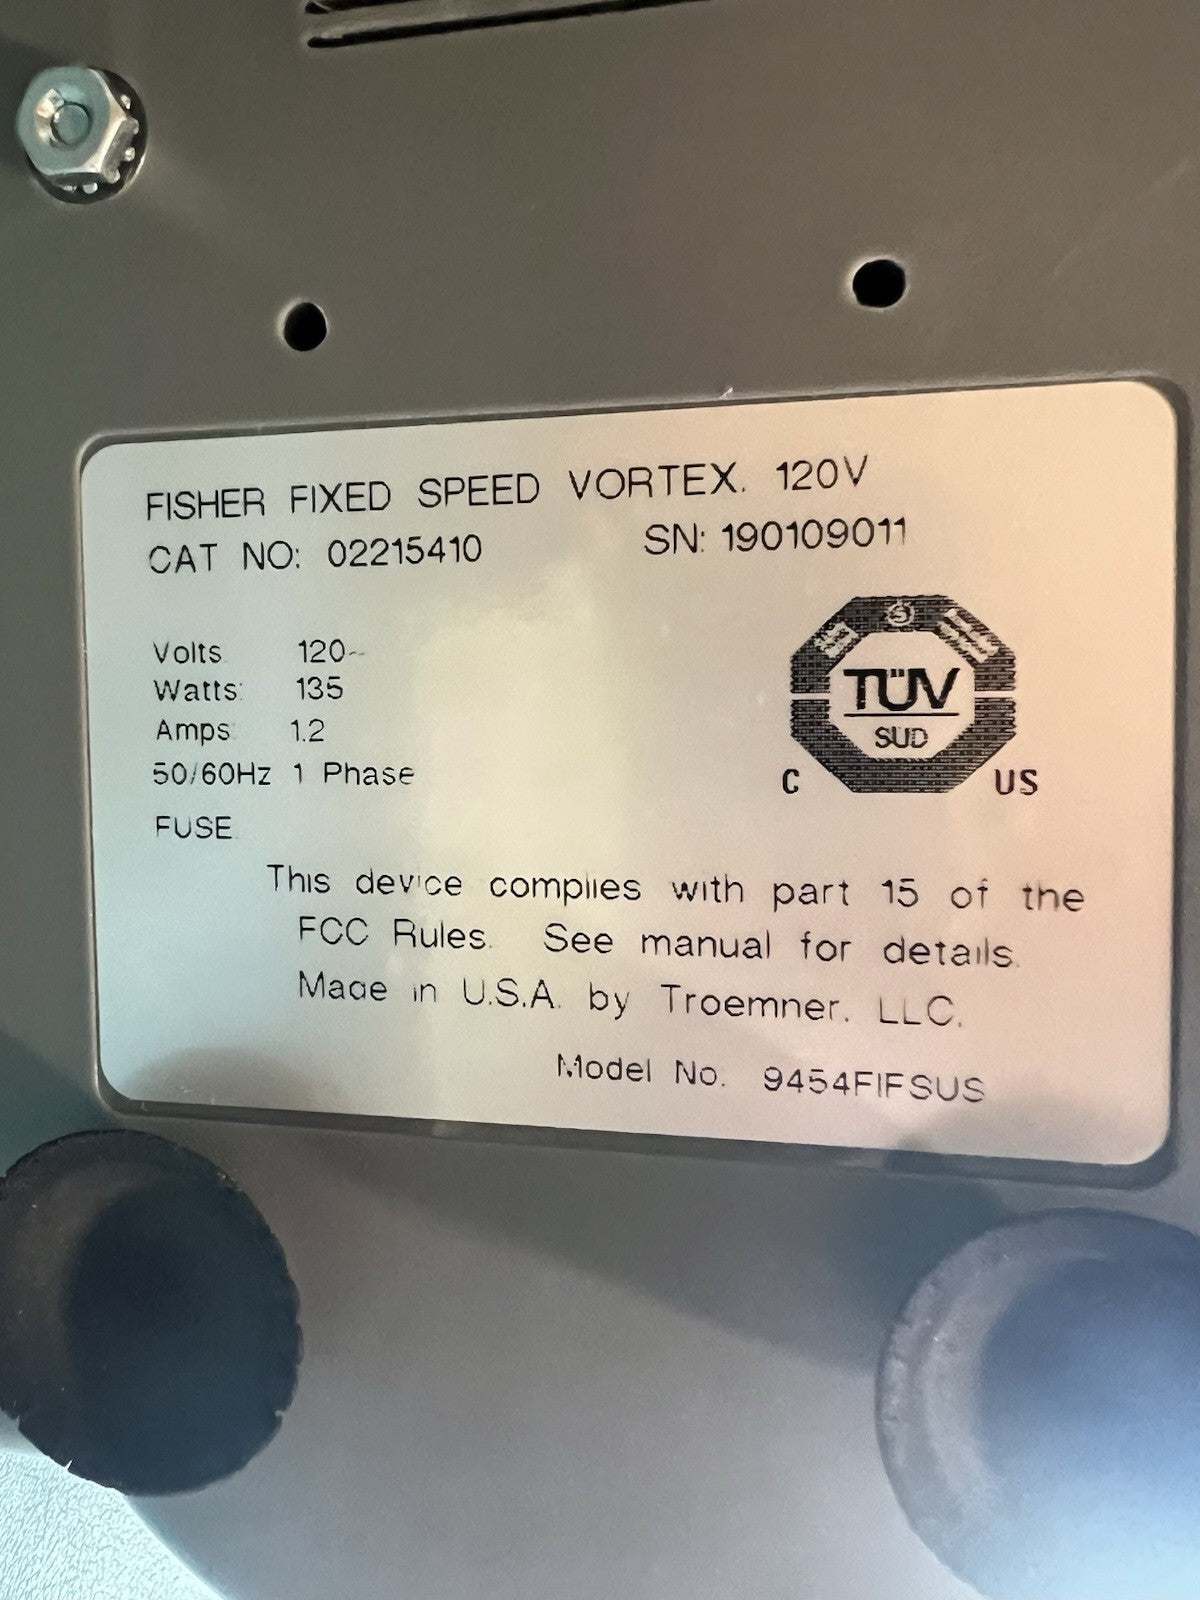 FISHER FIXED SPEED VORTEX. 120V
CAT NO: 02215410 SN: 190109011
Volts 120~
Watts: 135
Amps 1.2
50/60Hz 1 Phase
FUSE
TÜV
SÜD
C US
This device complies with part 15 of the
FCC Rules. See manual for details.
Made in U.S.A. by Troemner, LLC.
Model No. 9454FIFSUS